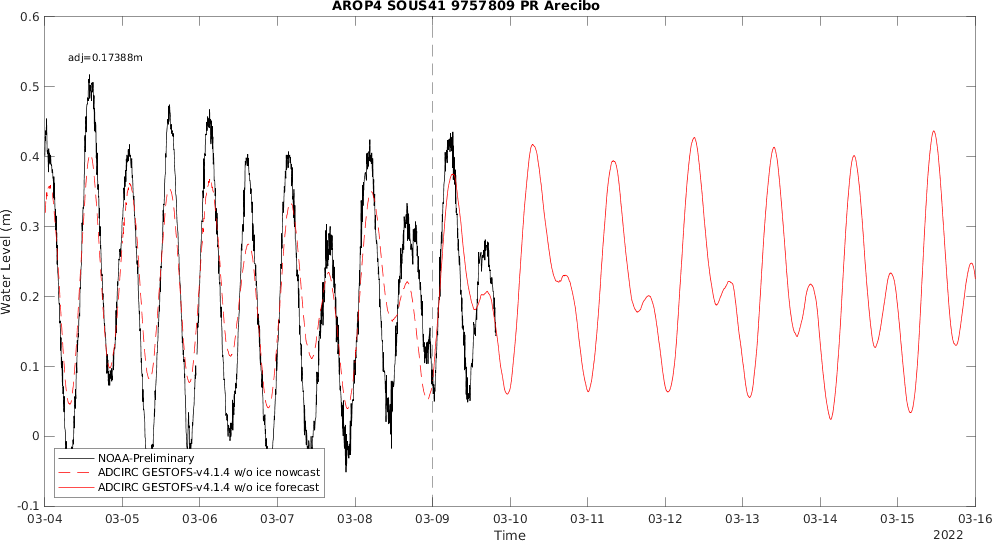 AROP4 SOUS41 9757809 PR Arecibo
adj=0.17388m
Water Level (m)
0.6
0.5
0.4
0.3
0.2
0.1
0
-0.1
NOAA-Preliminary
ADCIRC GESTOFS-v4.1.4 w/o ice nowcast
ADCIRC GESTOFS-v4.1.4 w/o ice forecast
03-04 03-05 03-06 03-07 03-08 03-09 03-10 03-11 03-12 03-13 03-14 03-15 03-16
Time
2022